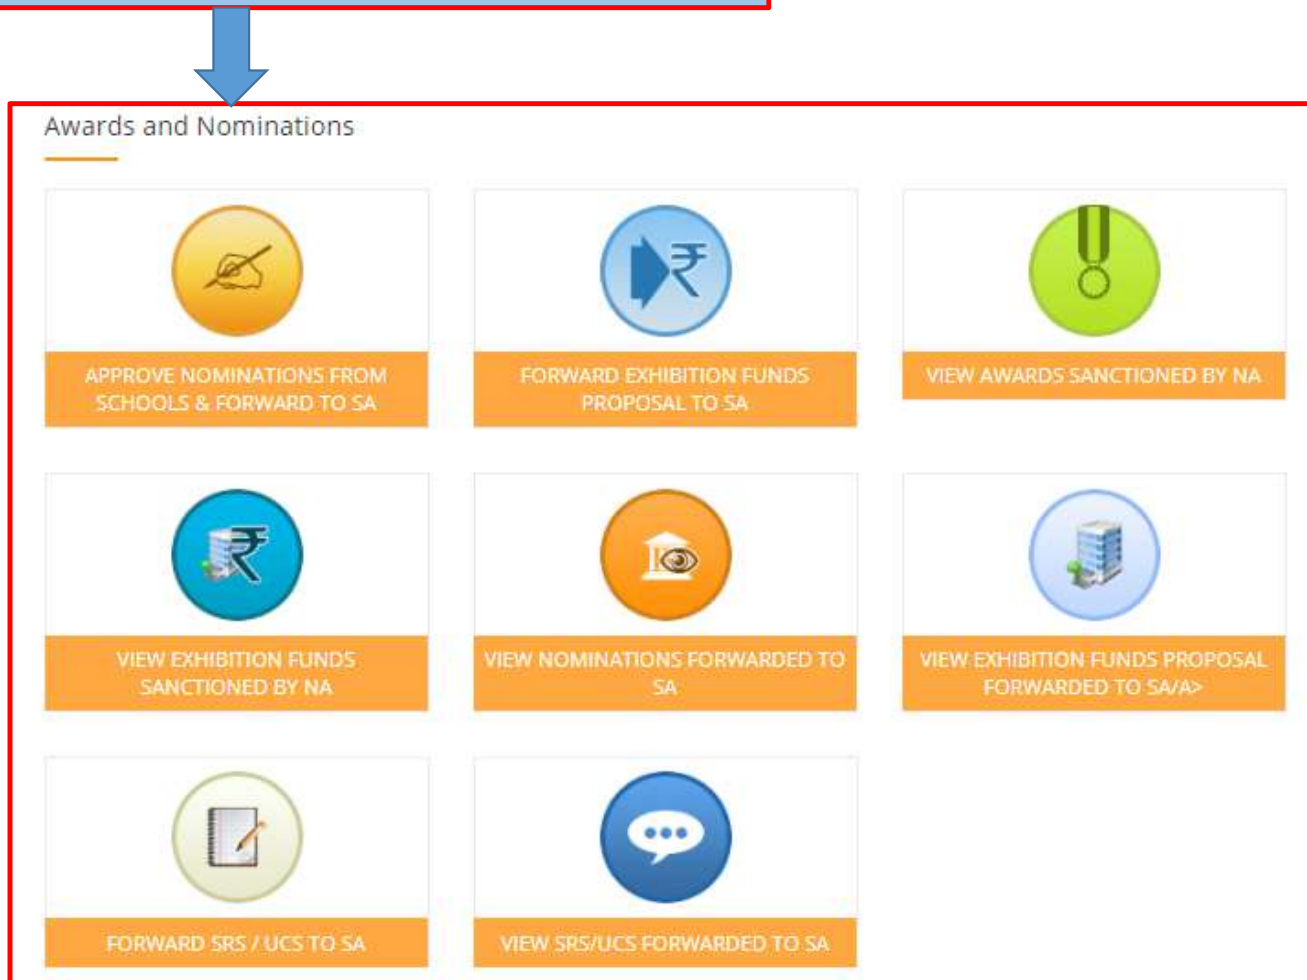 Awards and Nominations
APPROVE NOMINATIONS FROM
SCHOOLS & FORWARD TO SA
FORWARD EXHIBITION FUNDS
PROPOSAL TO SA
VIEW AWARDS SANCTIONED BY NA
VIEW EXHIBITION FUNDS
SANCTIONED BY NA
VIEW NOMINATIONS FORWARDED TO
SA
VIEW EXHIBITION FUNDS PROPOSAL
FORWARDED TO SA/A>
FORWARD SRS / UCS TO SA
VIEW SRS/UCS FORWARDED TO SA